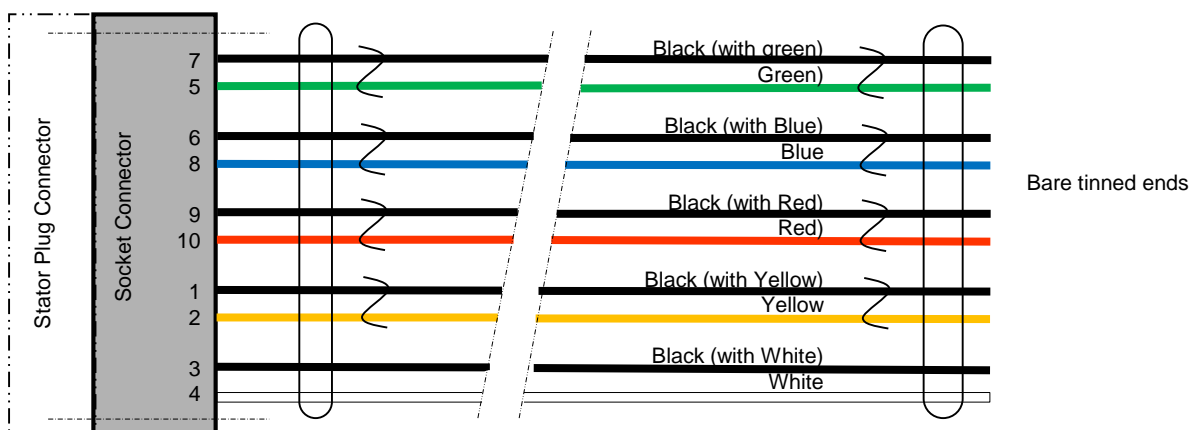 Stator Plug Connector
Socket Connector
7 Black (with green)
5 Green)
6 Black (with Blue)
8 Blue
9 Black (with Red)
10 Red)
1 Black (with Yellow)
2 Yellow
3 Black (with White)
4 White
Bare tinned ends